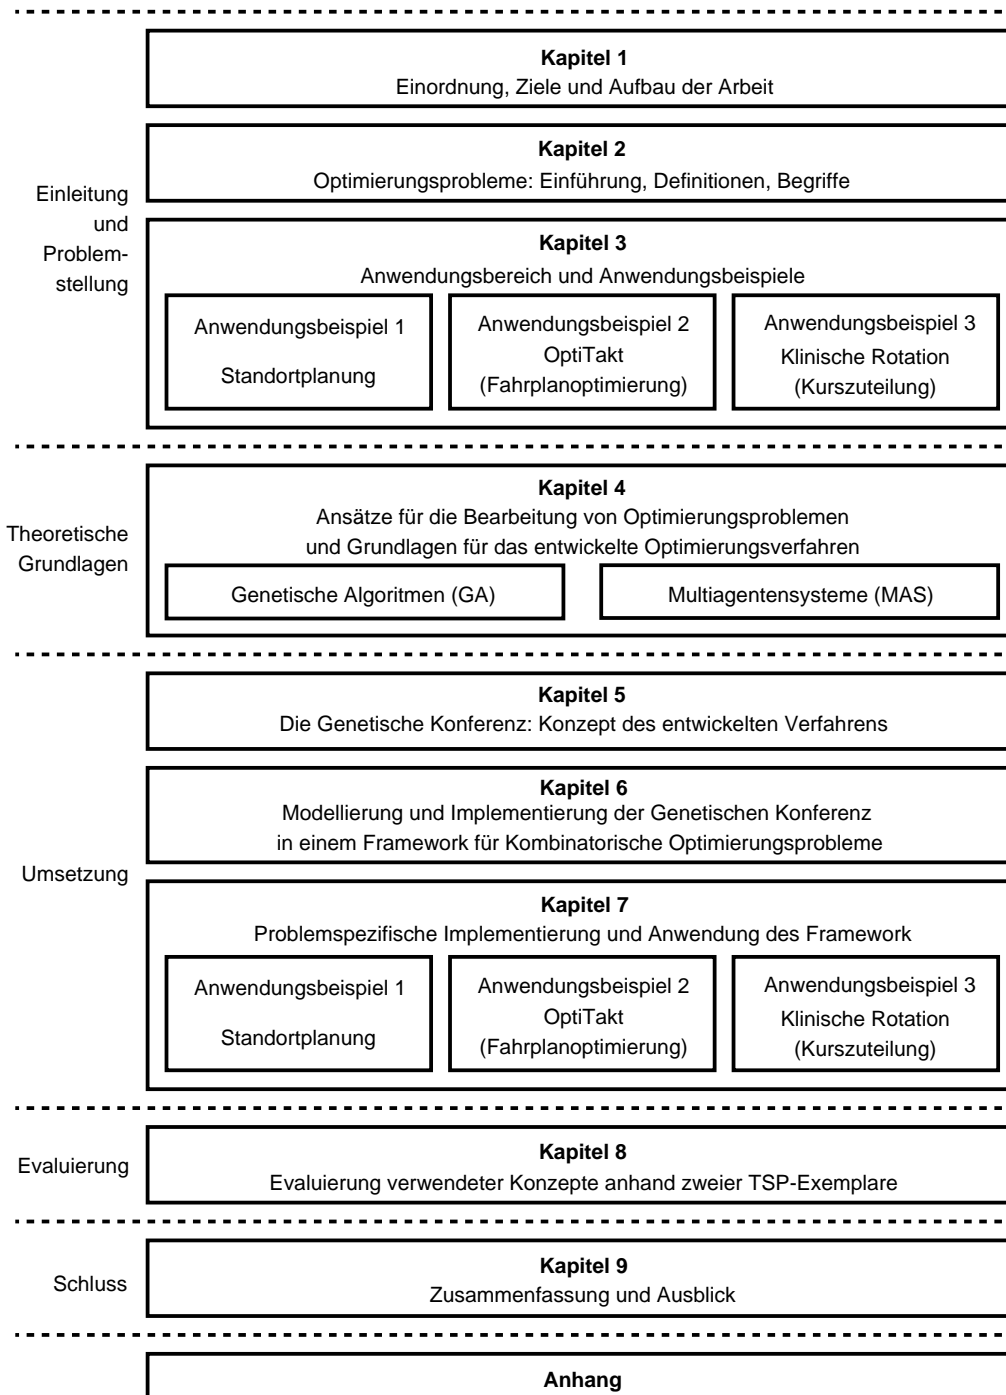 Kapitel 1
Einordnung, Ziele und Aufbau der Arbeit
Einleitung
und
Problem-
stellung
Kapitel 2
Optimierungsprobleme: Einführung, Definitionen, Begriffe
Kapitel 3
Anwendungsbereich und Anwendungsbeispiele
Anwendungsbeispiel 1
Standortplanung
Anwendungsbeispiel 2
OptiTakt
(Fahrplanoptimierung)
Anwendungsbeispiel 3
Klinische Rotation
(Kurszuteilung)
Theoretische
Grundlagen
Kapitel 4
Ansätze für die Bearbeitung von Optimierungsproblemen
und Grundlagen für das entwickelte Optimierungsverfahren
Genetische Algoritmen (GA)
Multiagentensysteme (MAS)
Umsetzung
Kapitel 5
Die Genetische Konferenz: Konzept des entwickelten Verfahrens
Kapitel 6
Modellierung und Implementierung der Genetischen Konferenz
in einem Framework für Kombinatorische Optimierungsprobleme
Kapitel 7
Problemspezifische Implementierung und Anwendung des Framework
Anwendungsbeispiel 1
Standortplanung
Anwendungsbeispiel 2
OptiTakt
(Fahrplanoptimierung)
Anwendungsbeispiel 3
Klinische Rotation
(Kurszuteilung)
Evaluierung
Kapitel 8
Evaluierung verwendeter Konzepte anhand zweier TSP-Exemplare
Schluss
Kapitel 9
Zusammenfassung und Ausblick
Anhang